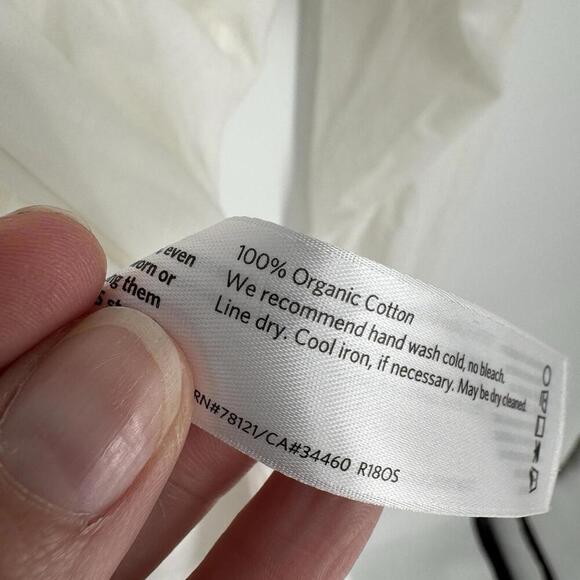 even
orn or
g them
100% Organic Cotton
We recommend hand wash cold, no bleach.
Line dry. Cool iron, if necessary. May be dry cleaned.
RN#78121/CA#34460 R180S